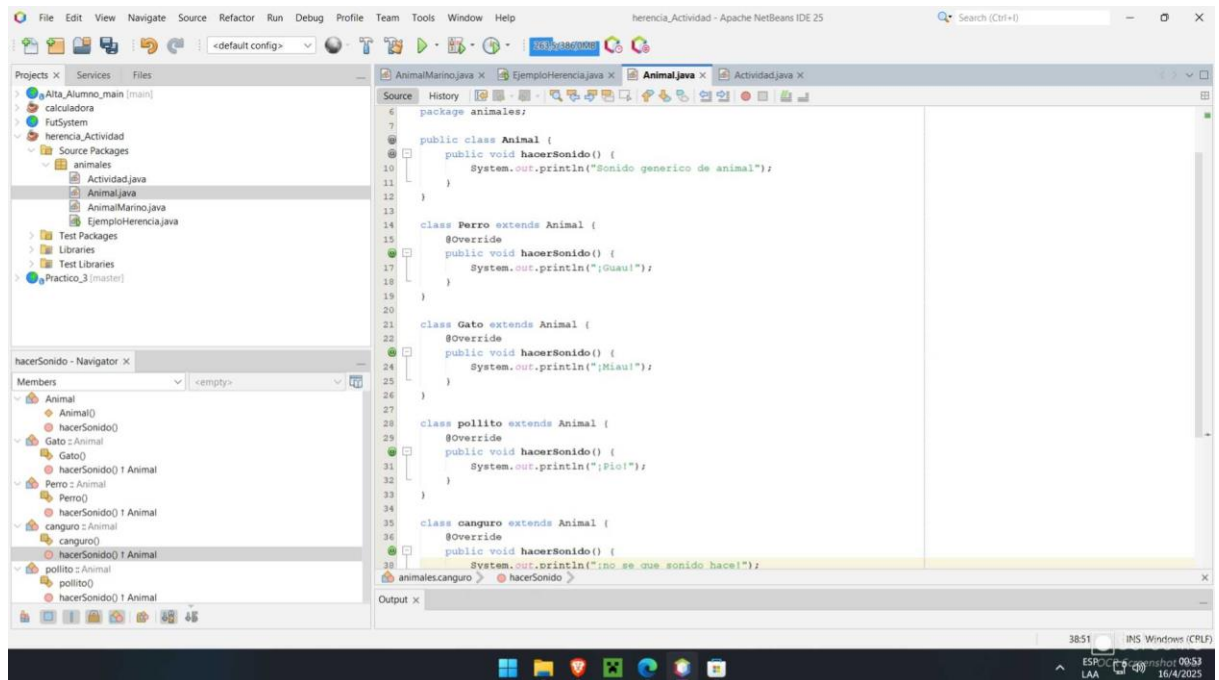 File Edit View Navigate Source Refactor Run Debug Profile Team Tools Window Help
herencia_Actividad - Apache NetBeans IDE 25
Search (Ctrl+I)
<default config>
Projects Services Files
Alta_Alumno_main [main]
calculadora
FutSystem
herencia_Actividad
Source Packages
animales
Actividad.java
Animal.java
AnimalMarino.java
EjemploHerencia.java
Test Packages
Libraries
Test Libraries
Practico_3 [master]
hacerSonido - Navigator
Members <empty>
Animal
Animal()
hacerSonido()
Gato :: Animal
Gato()
hacerSonido() ↑ Animal
Perro :: Animal
Perro()
hacerSonido() ↑ Animal
canguro :: Animal
canguro()
hacerSonido() ↑ Animal
pollito :: Animal
pollito()
hacerSonido() ↑ Animal
AnimalMarino.java EjemploHerencia.java Animal.java Actividad.java
Source History
6 package animales;
7
public class Animal {
public void hacerSonido() {
10 System.out.println("Sonido generico de animal");
11 }
12 }
13
14 class Perro extends Animal {
15 @Override
public void hacerSonido() {
17 System.out.println("¡Guau!");
18 }
19 }
20
21 class Gato extends Animal {
22 @Override
public void hacerSonido() {
24 System.out.println("¡Miau!");
25 }
26 }
27
28 class pollito extends Animal {
29 @Override
public void hacerSonido() {
31 System.out.println("¡Pio!");
32 }
33 }
34
35 class canguro extends Animal {
36 @Override
public void hacerSonido() {
38 System.out.println("¡no se que sonido hace!");
animales.canguro hacerSonido
Output
38:51 INS Windows (CRLF)
ESP 00:53
LAA 16/4/2025